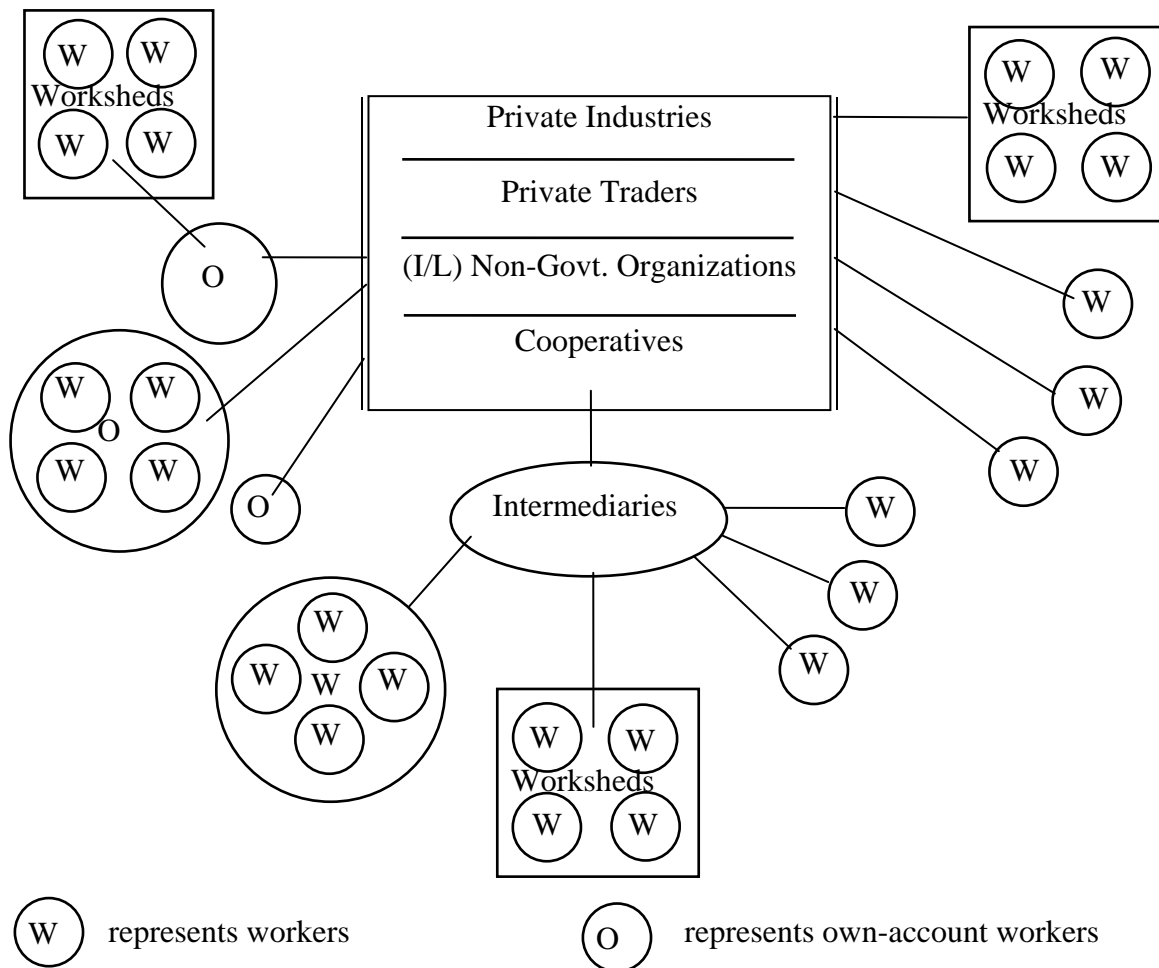 W W
Worksheds
W W
O
W W
O
W W
O
Private Industries
Private Traders
(I/L) Non-Govt. Organizations
Cooperatives
W W
Worksheds
W W
W
W
W
Intermediaries
W
W
W
W
W W W
W
W W
Worksheds
W W
W represents workers
O represents own-account workers